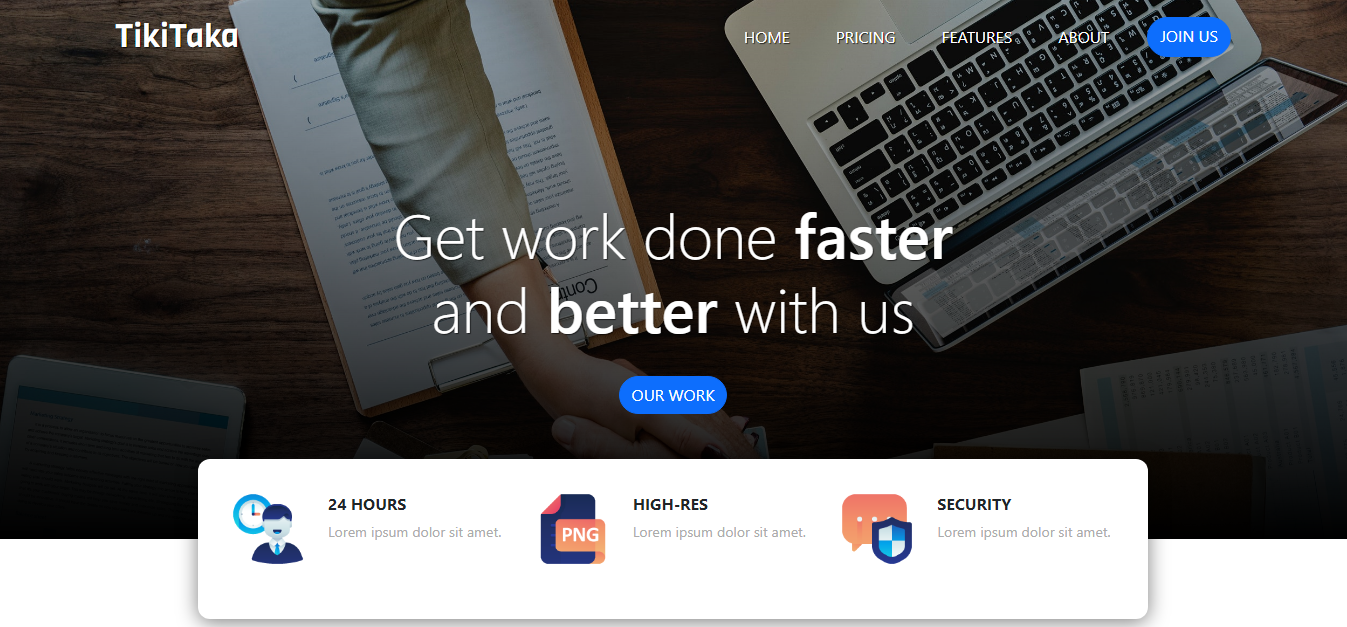 TikiTaka
HOME PRICING FEATURES ABOUT JOIN US
Get work done faster
and better with us
OUR WORK
24 HOURS
Lorem ipsum dolor sit amet.
PNG
HIGH-RES
Lorem ipsum dolor sit amet.
SECURITY
Lorem ipsum dolor sit amet.